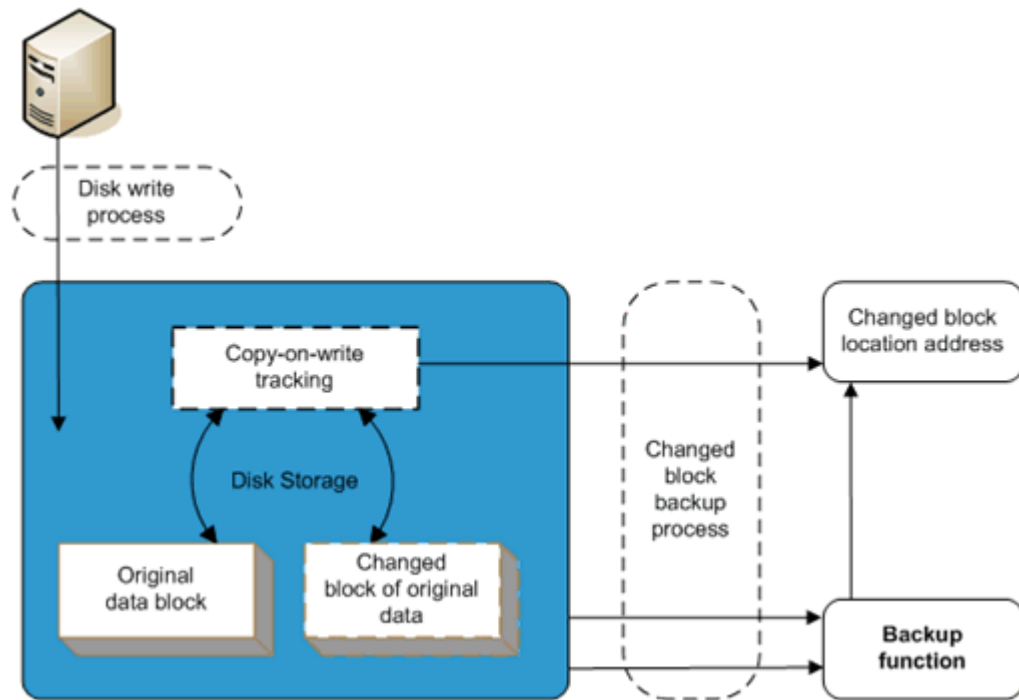 Disk write
process
Copy-on-write
tracking
Changed block
location address
Disk Storage
Changed
block
backup
process
Original
data block
Changed
block of original
data
Backup
function